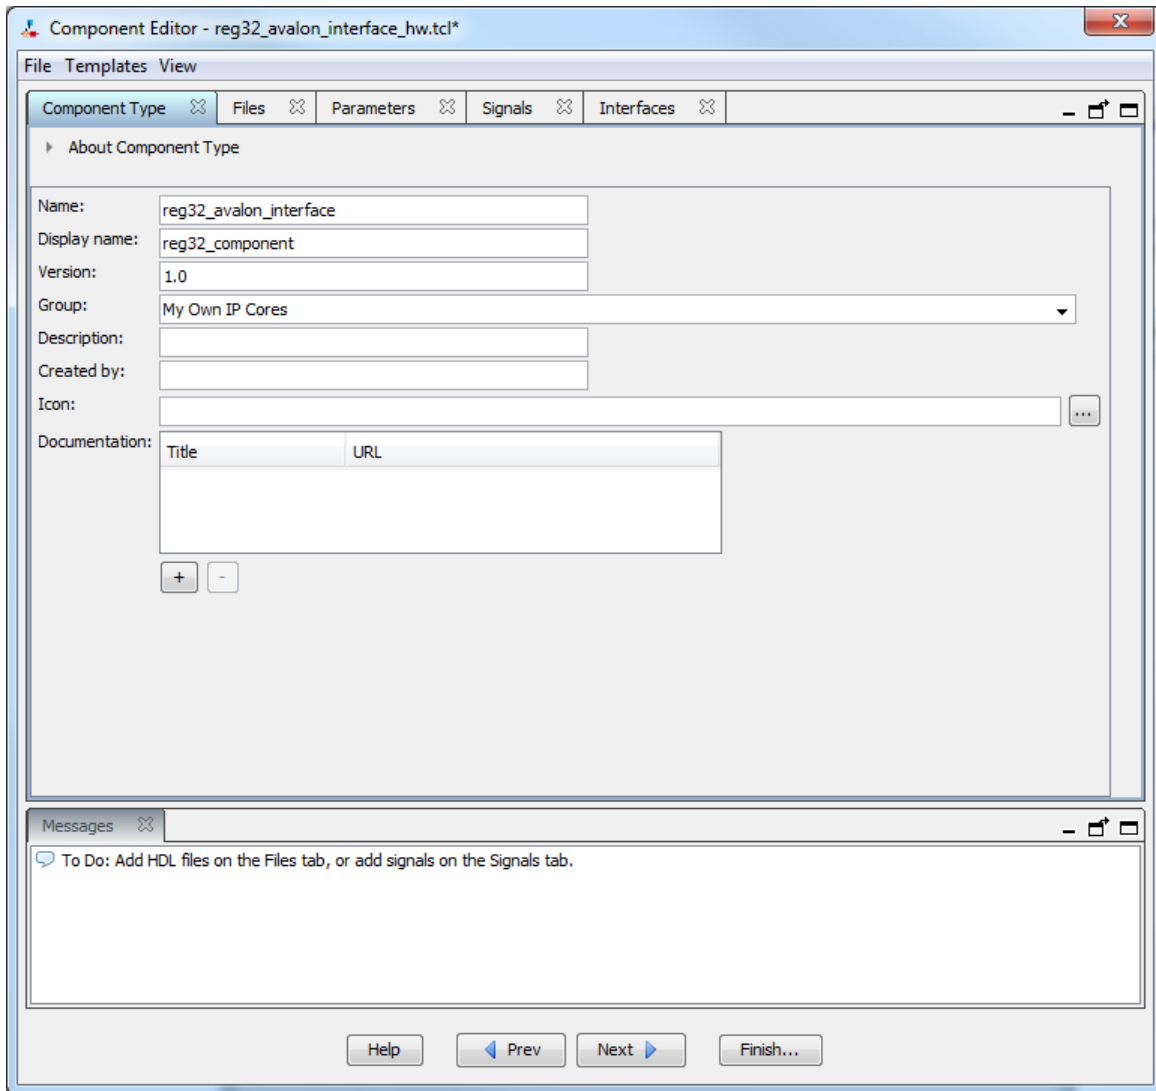 Component Editor - reg32_avalon_interface_hw.tcl*
File Templates View
Component Type Files Parameters Signals Interfaces
About Component Type
Name: reg32_avalon_interface
Display name: reg32_component
Version: 1.0
Group: My Own IP Cores
Description:
Created by:
Icon: ...
Documentation: Title URL
+ -
Messages
To Do: Add HDL files on the Files tab, or add signals on the Signals tab.
Help Prev Next Finish...